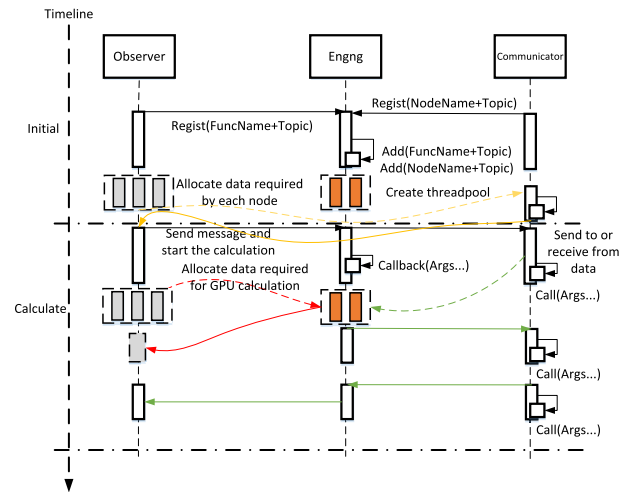 Timeline
Observer
Engng
Communicator
Regist(NodeName+Topic)
Initial
Regist(FuncName+Topic)
Add(FuncName+Topic)
Add(NodeName+Topic)
Allocate data required
by each node
Create threadpool
Send message and
start the calculation
Send to or
receive from
data
Allocate data required
for GPU calculation
Callback(Args...)
Call(Args...)
Calculate
Call(Args...)
Call(Args...)